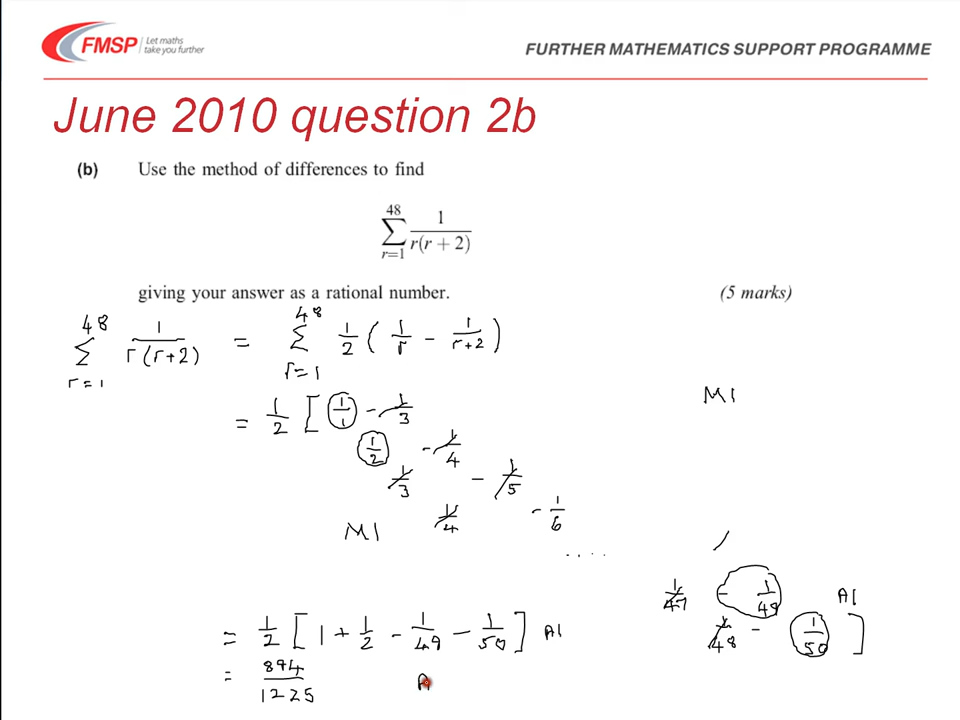 FMSP | Let maths take you further
FURTHER MATHEMATICS SUPPORT PROGRAMME
June 2010 question 2b
(b) Use the method of differences to find
48
∑ 1/(r(r + 2))
r=1
giving your answer as a rational number. (5 marks)
48 48
∑ 1/(r(r+2)) = ∑ 1/2 ( 1/r - 1/(r+2) )
r=1 r=1
M1
= 1/2 [ 1/1 - 1/3
1/2 - 1/4
1/3 - 1/5
1/4 - 1/6
M1
....
1/47 - 1/49 A1
1/48 - 1/50 ]
= 1/2 [ 1 + 1/2 - 1/49 - 1/50 ] A1
= 894/1225 A